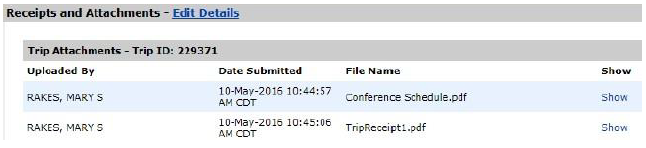 Receipts and Attachments - Edit Details
Trip Attachments - Trip ID: 229371
Uploaded By Date Submitted File Name Show
RAKES, MARY S 10-May-2016 10:44:57 AM CDT Conference Schedule.pdf Show
RAKES, MARY S 10-May-2016 10:45:06 AM CDT TripReceipt1.pdf Show